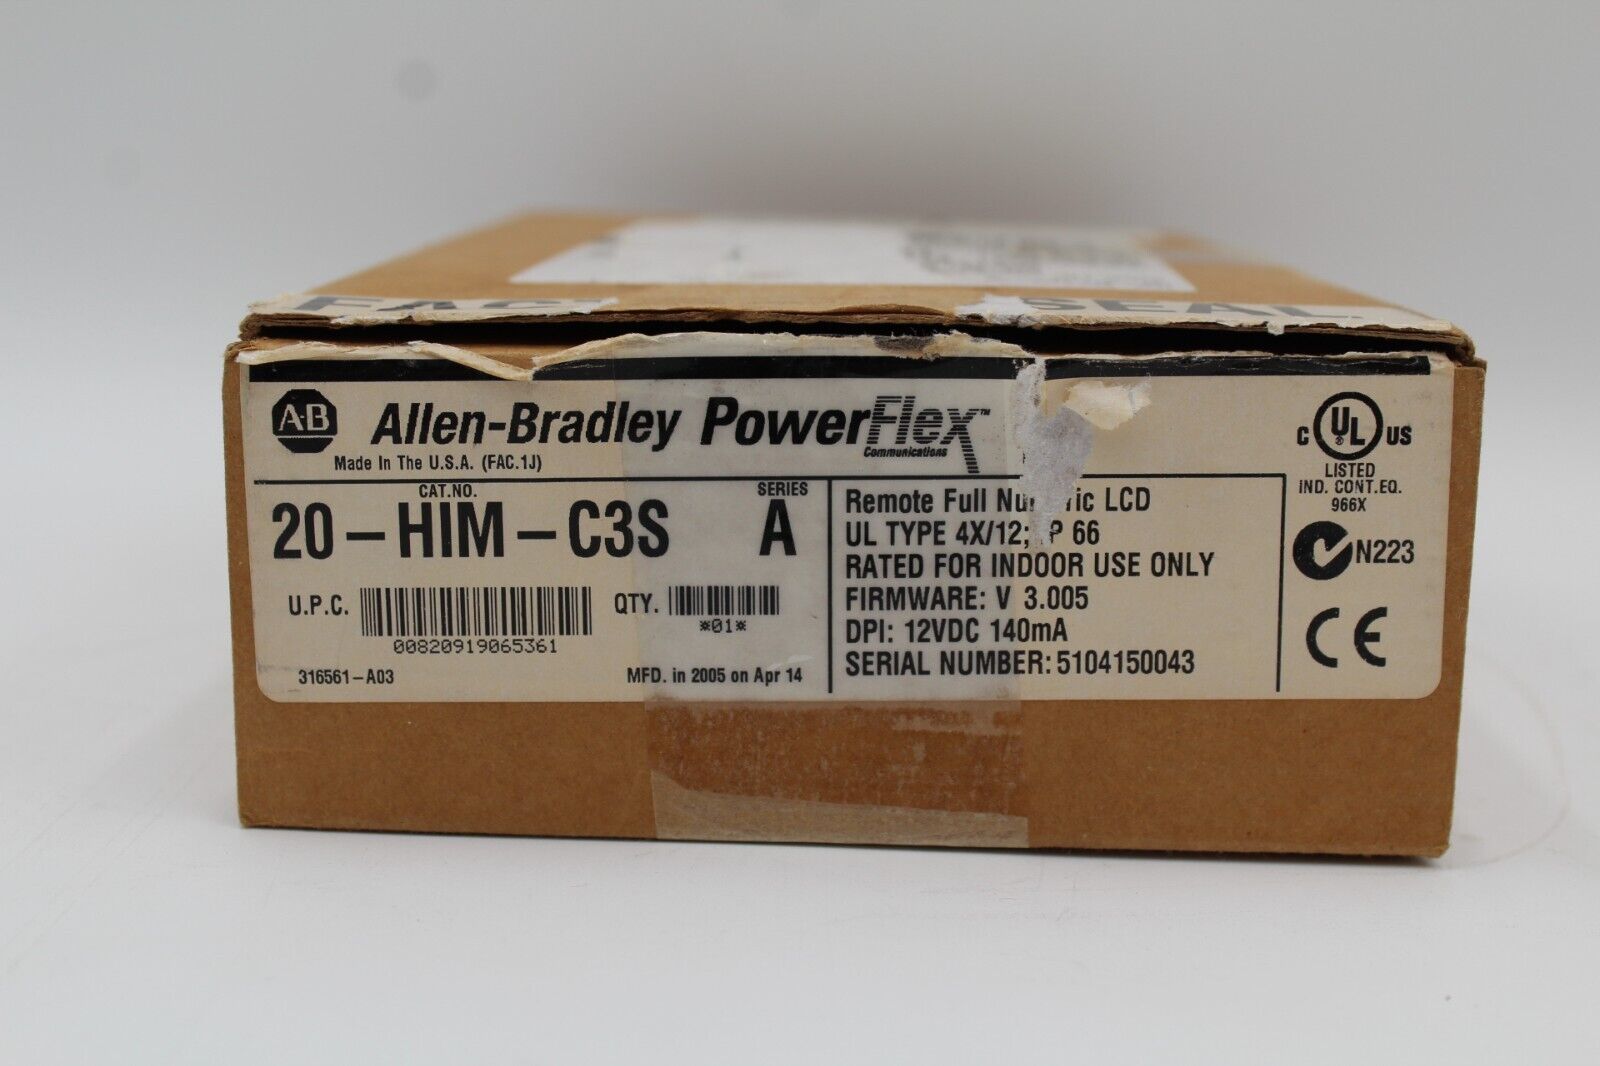 FACT SEAL
A-B Allen-Bradley PowerFlex™
Communications
Made In The U.S.A. (FAC.1J)
CAT.NO. SERIES
20-HIM-C3S A
U.P.C. QTY.
*01*
00820919065361
316561-A03 MFD. in 2005 on Apr 14
Remote Full Nu ric LCD
UL TYPE 4X/12; P 66
RATED FOR INDOOR USE ONLY
FIRMWARE: V 3.005
DPI: 12VDC 140mA
SERIAL NUMBER: 5104150043
C UL® US
LISTED
IND. CONT.EQ.
966X
N223
CE